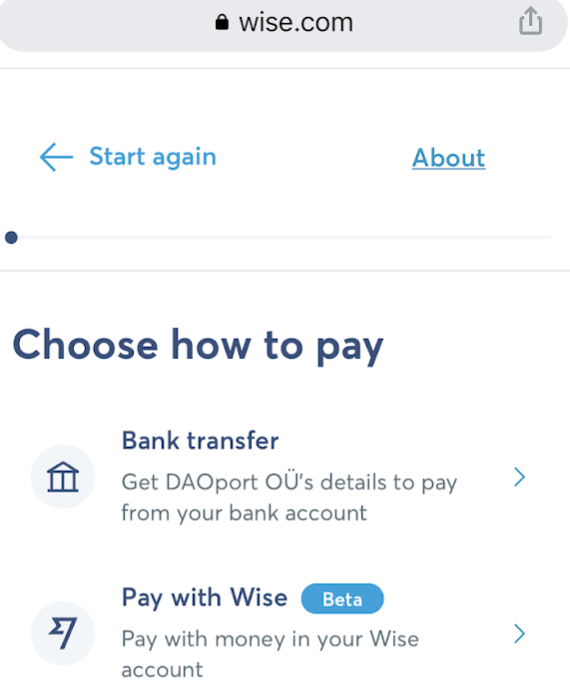 wise.com
Start again
About
Choose how to pay
Bank transfer
Get DAOport OÜ's details to pay
from your bank account
Pay with Wise Beta
Pay with money in your Wise
account